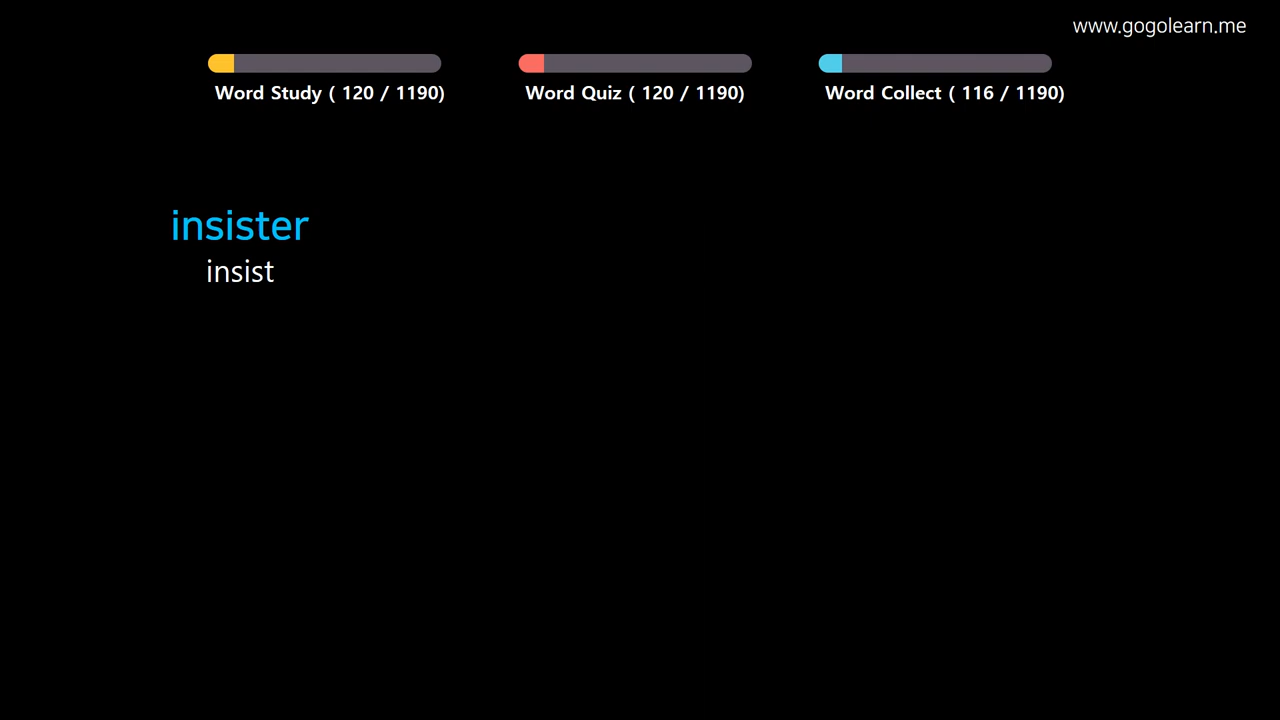 www.gogolearn.me
Word Study ( 120 / 1190)
Word Quiz ( 120 / 1190)
Word Collect ( 116 / 1190)
insister
insist